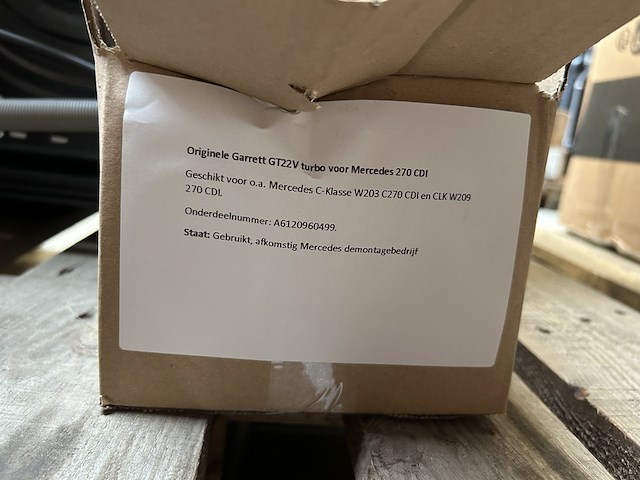 Originele Garrett GT22V turbo voor Mercedes 270 CDI
Geschikt voor o.a. Mercedes C-Klasse W203 C270 CDI en CLK W209
270 CDI.
Onderdeelnummer: A6120960499.
Staat: Gebruikt, afkomstig Mercedes demontagebedrijf